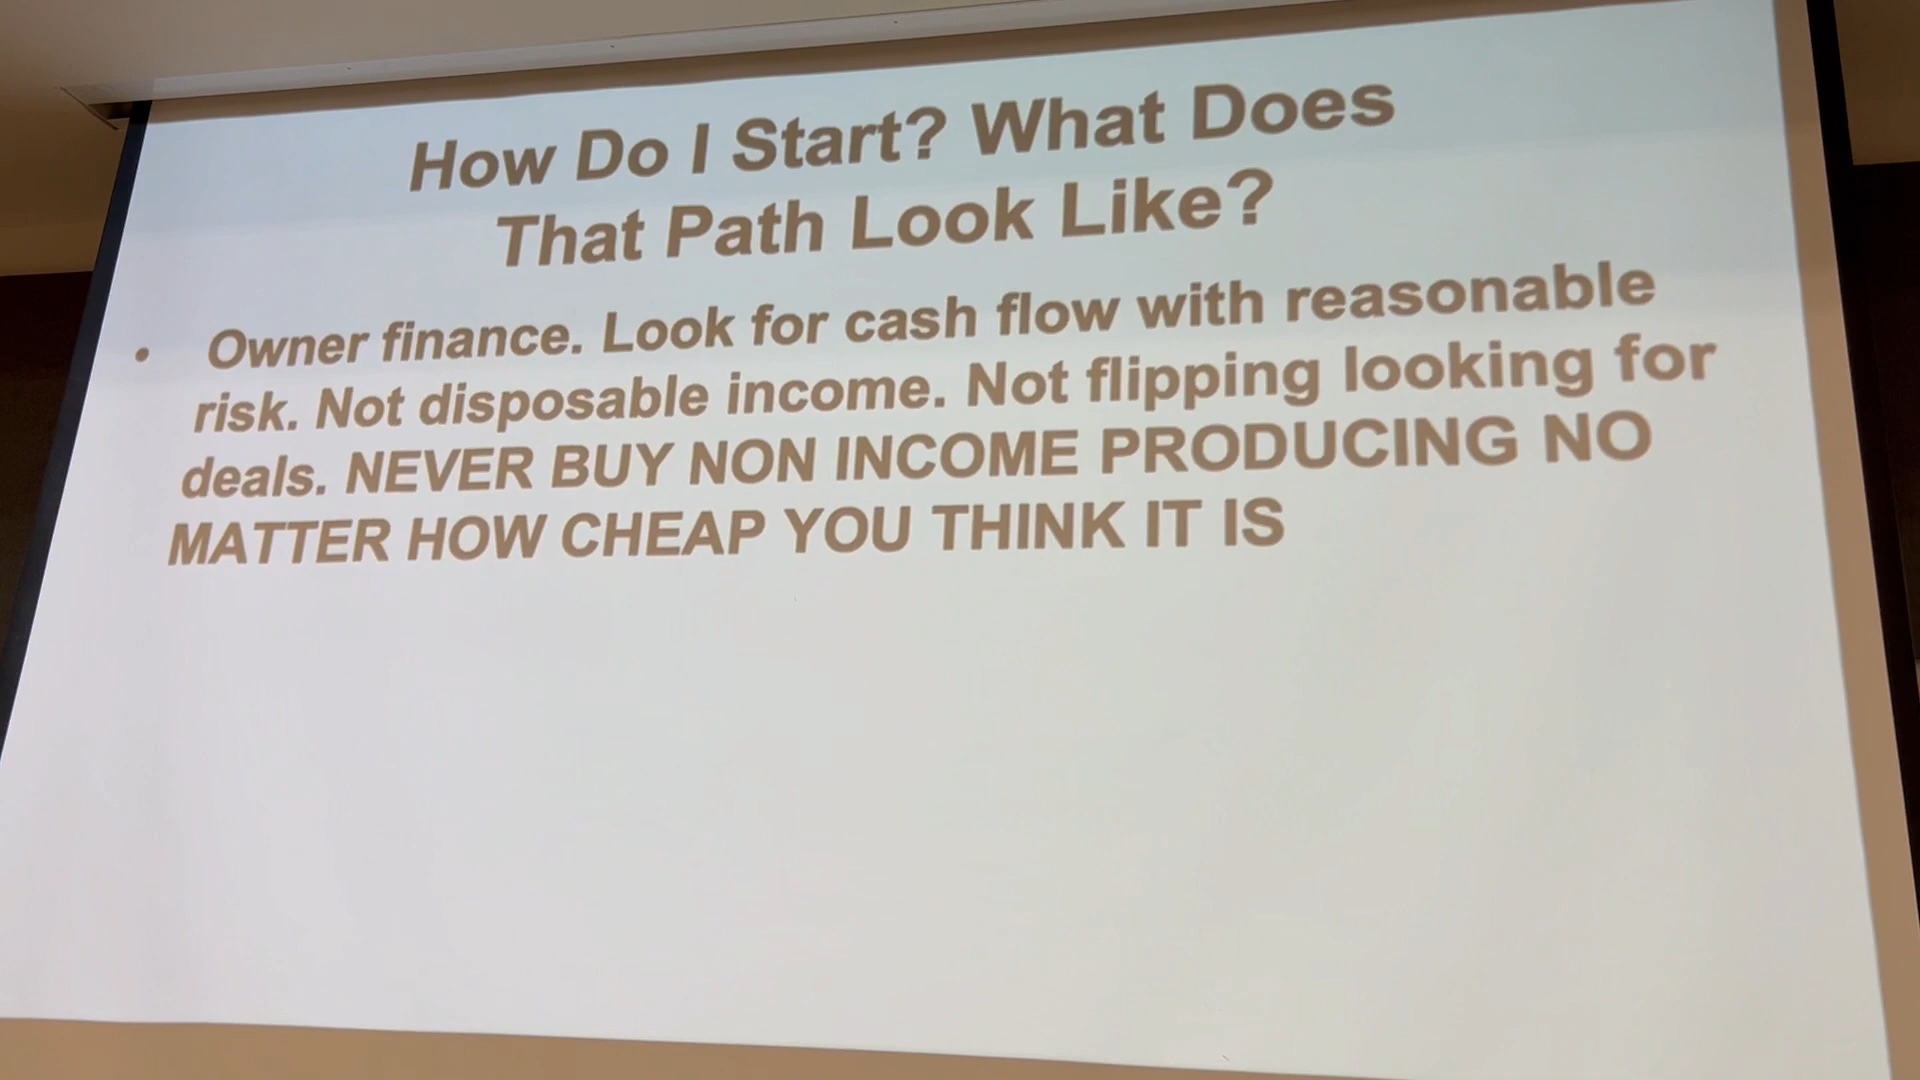 How Do I Start? What Does
That Path Look Like?
• Owner finance. Look for cash flow with reasonable
risk. Not disposable income. Not flipping looking for
deals. NEVER BUY NON INCOME PRODUCING NO
MATTER HOW CHEAP YOU THINK IT IS